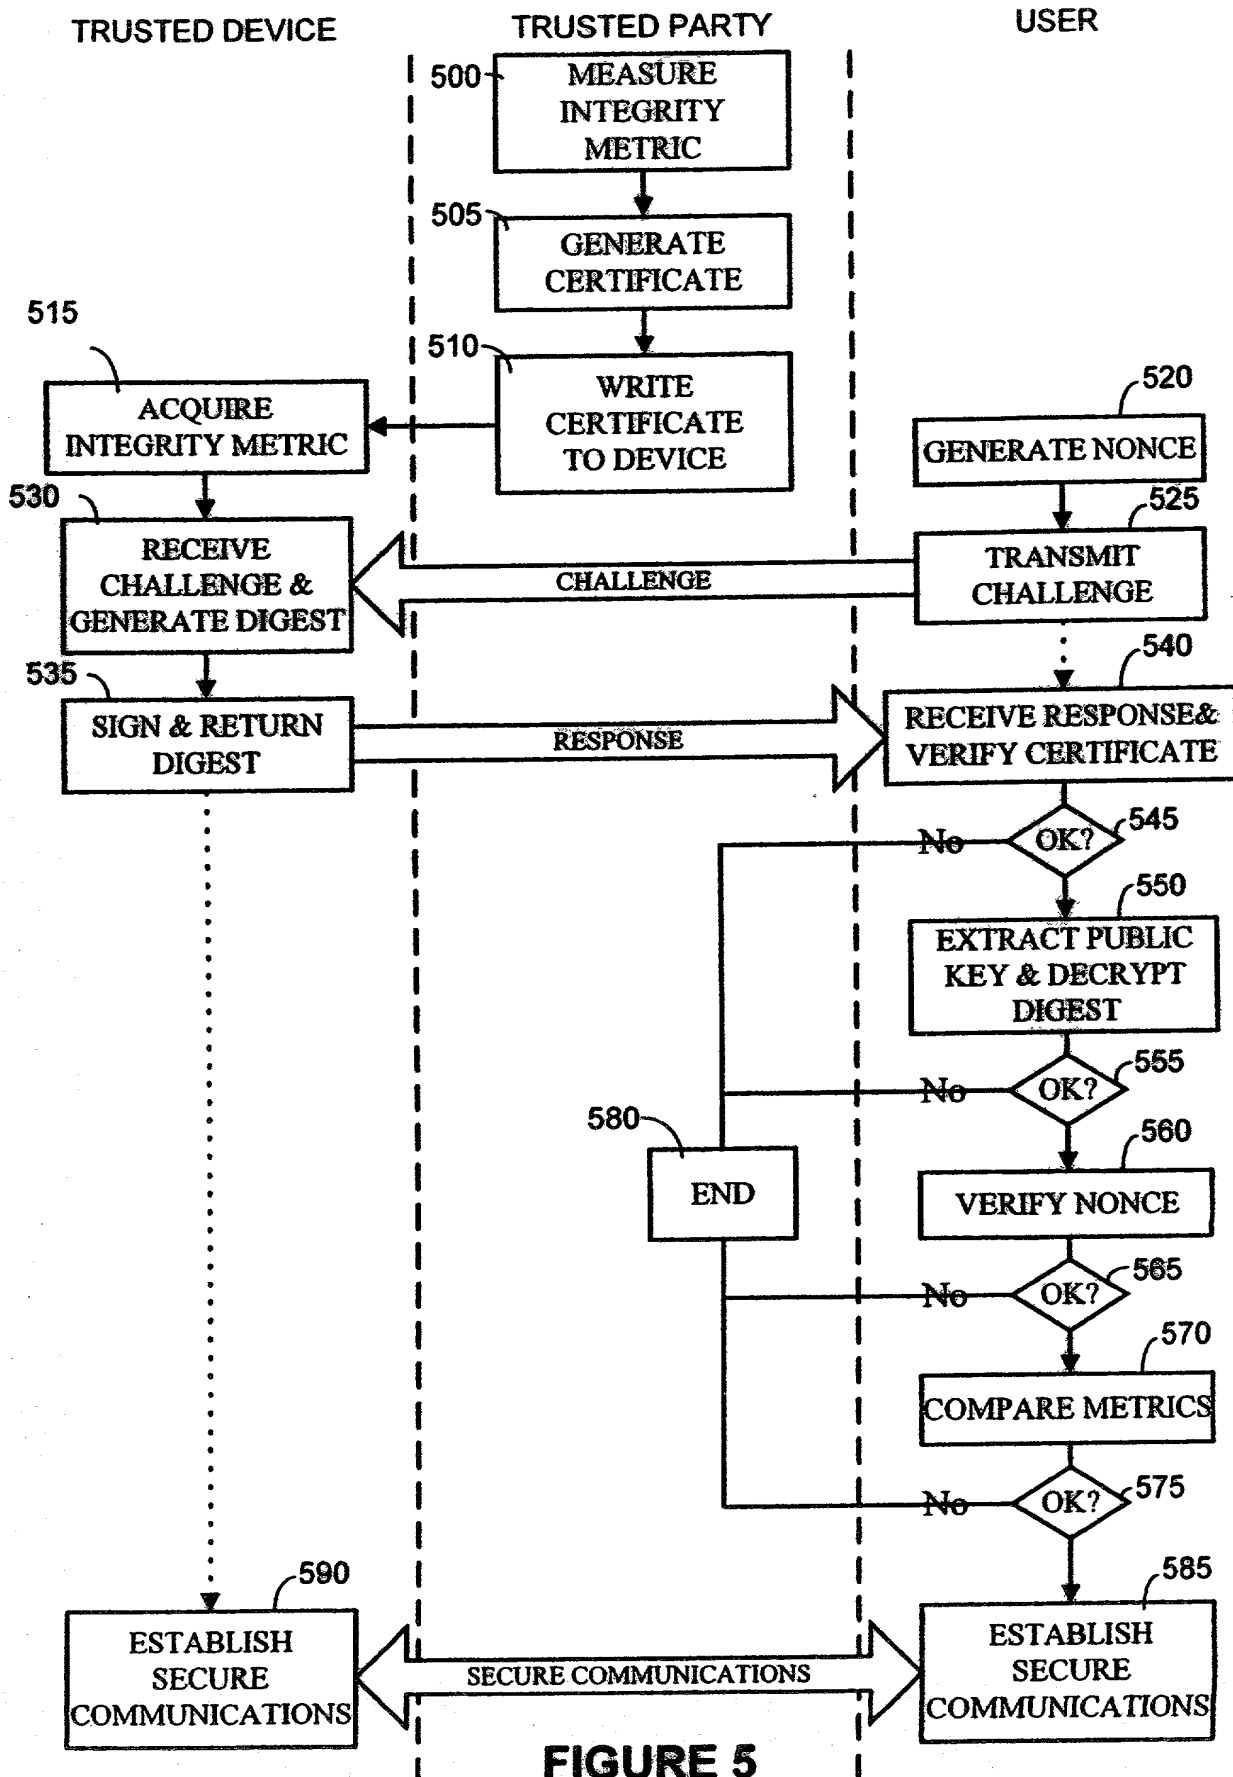 TRUSTED DEVICE
TRUSTED PARTY
USER
500
MEASURE
INTEGRITY
METRIC
505
GENERATE
CERTIFICATE
510
WRITE
CERTIFICATE
TO DEVICE
515
ACQUIRE
INTEGRITY METRIC
520
GENERATE NONCE
525
TRANSMIT
CHALLENGE
CHALLENGE
530
RECEIVE
CHALLENGE &
GENERATE DIGEST
535
SIGN & RETURN
DIGEST
RESPONSE
540
RECEIVE RESPONSE&
VERIFY CERTIFICATE
545
OK?
No
550
EXTRACT PUBLIC
KEY & DECRYPT
DIGEST
555
OK?
No
580
END
560
VERIFY NONCE
565
OK?
No
570
COMPARE METRICS
575
OK?
No
590
ESTABLISH
SECURE
COMMUNICATIONS
SECURE COMMUNICATIONS
585
ESTABLISH
SECURE
COMMUNICATIONS
FIGURE 5